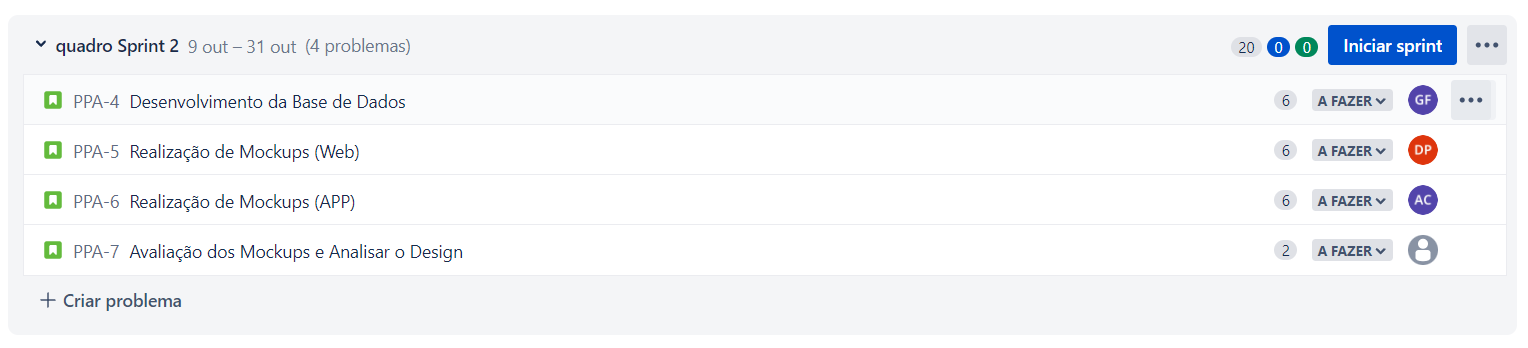 quadro Sprint 2 9 out – 31 out (4 problemas) 20 0 0 Iniciar sprint
PPA-4 Desenvolvimento da Base de Dados 6 A FAZER GF
PPA-5 Realização de Mockups (Web) 6 A FAZER DP
PPA-6 Realização de Mockups (APP) 6 A FAZER AC
PPA-7 Avaliação dos Mockups e Analisar o Design 2 A FAZER
+ Criar problema